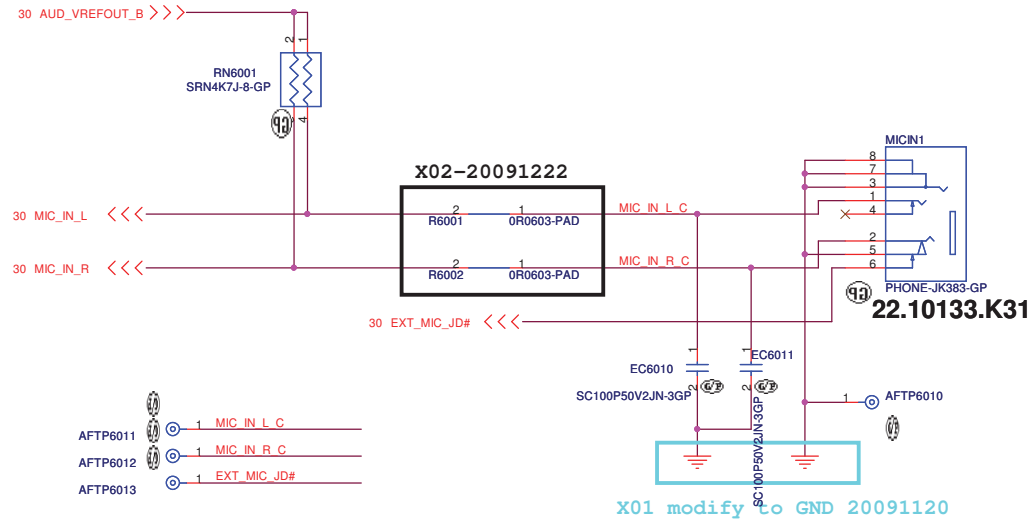 30 AUD_VREFOUT_B
2
1
RN6001
SRN4K7J-8-GP
3
4
X02-20091222
30 MIC_IN_L
2
1
R6001
0R0603-PAD
MIC_IN_L_C
30 MIC_IN_R
2
1
R6002
0R0603-PAD
MIC_IN_R_C
MICIN1
8
7
3
1
4
2
5
6
PHONE-JK383-GP
22.10133.K31
30 EXT_MIC_JD#
1
EC6010
2
SC100P50V2JN-3GP
1
EC6011
2
SC100P50V2JN-3GP
1
AFTP6010
AFTP6011
1
MIC_IN_L_C
AFTP6012
1
MIC_IN_R_C
AFTP6013
1
EXT_MIC_JD#
X01 modify to GND 20091120